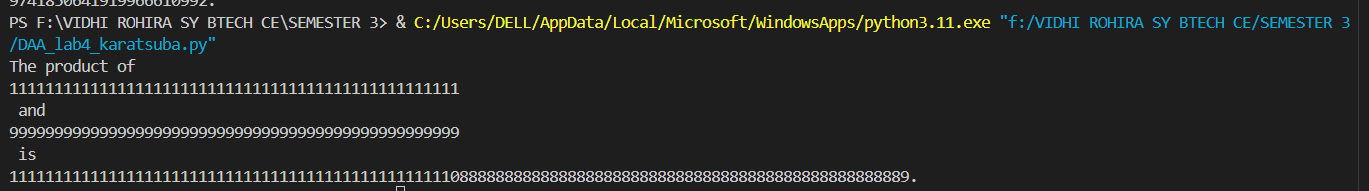 9741850641919966610992.
PS F:\VIDHI ROHIRA SY BTECH CE\SEMESTER 3> & C:/Users/DELL/AppData/Local/Microsoft/WindowsApps/python3.11.exe "f:/VIDHI ROHIRA SY BTECH CE/SEMESTER 3
/DAA_lab4_karatsuba.py"
The product of
11111111111111111111111111111111111111111111111111
and
99999999999999999999999999999999999999999999999999
is
1111111111111111111111111111111111111111111111111088888888888888888888888888888888888888888888888889.